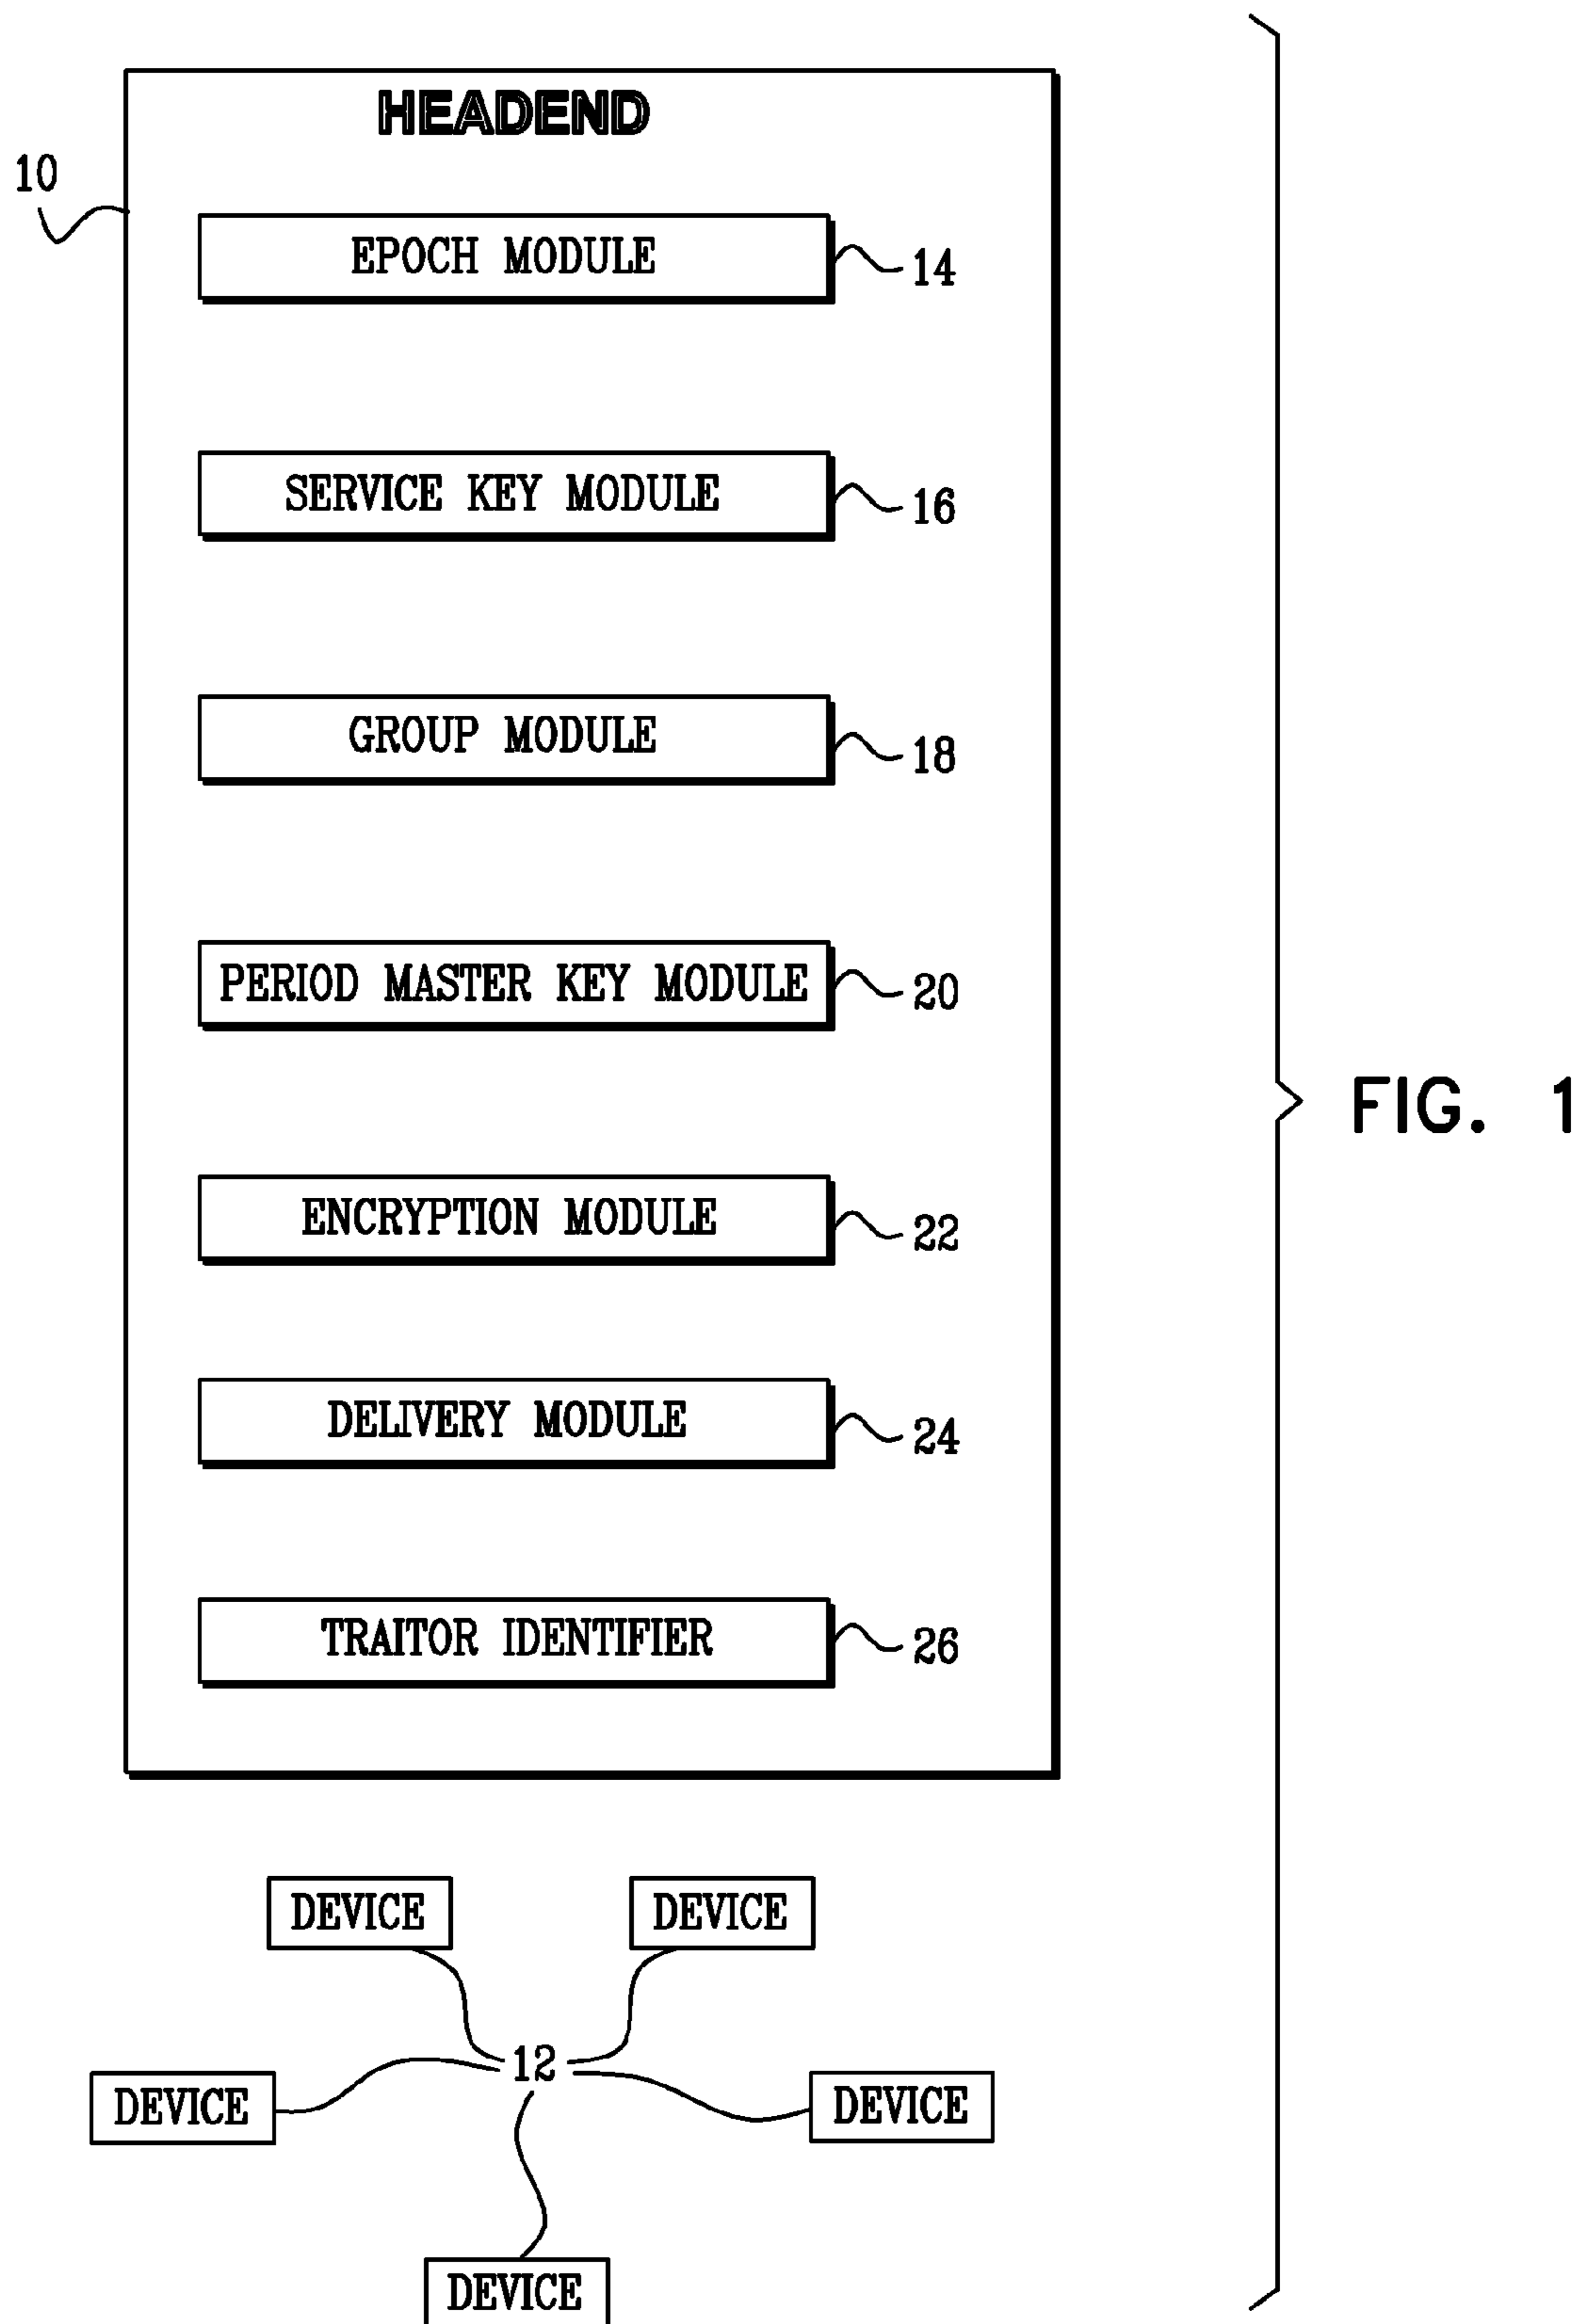 HEADEND
10
EPOCH MODULE
14
SERVICE KEY MODULE
16
GROUP MODULE
18
PERIOD MASTER KEY MODULE
20
FIG. 1
ENCRYPTION MODULE
22
DELIVERY MODULE
24
TRAITOR IDENTIFIER
26
DEVICE
DEVICE
12
DEVICE
DEVICE
DEVICE